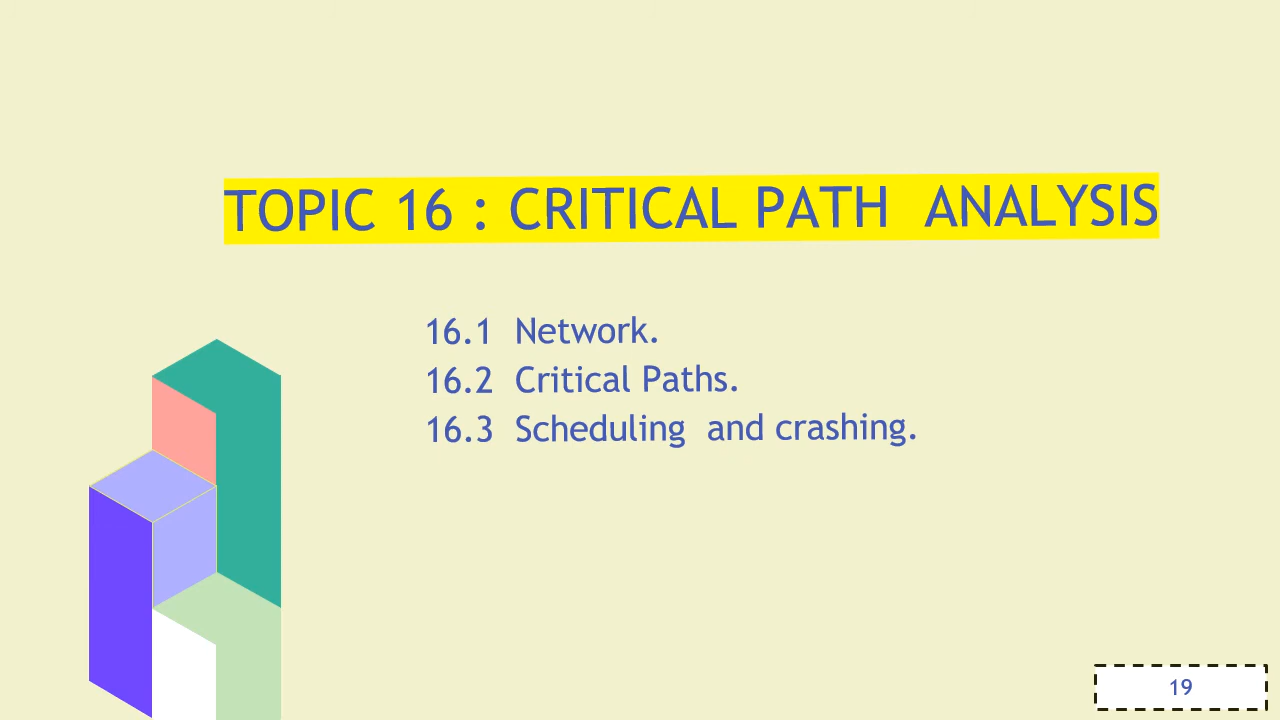 TOPIC 16 : CRITICAL PATH ANALYSIS
16.1 Network.
16.2 Critical Paths.
16.3 Scheduling and crashing.
19